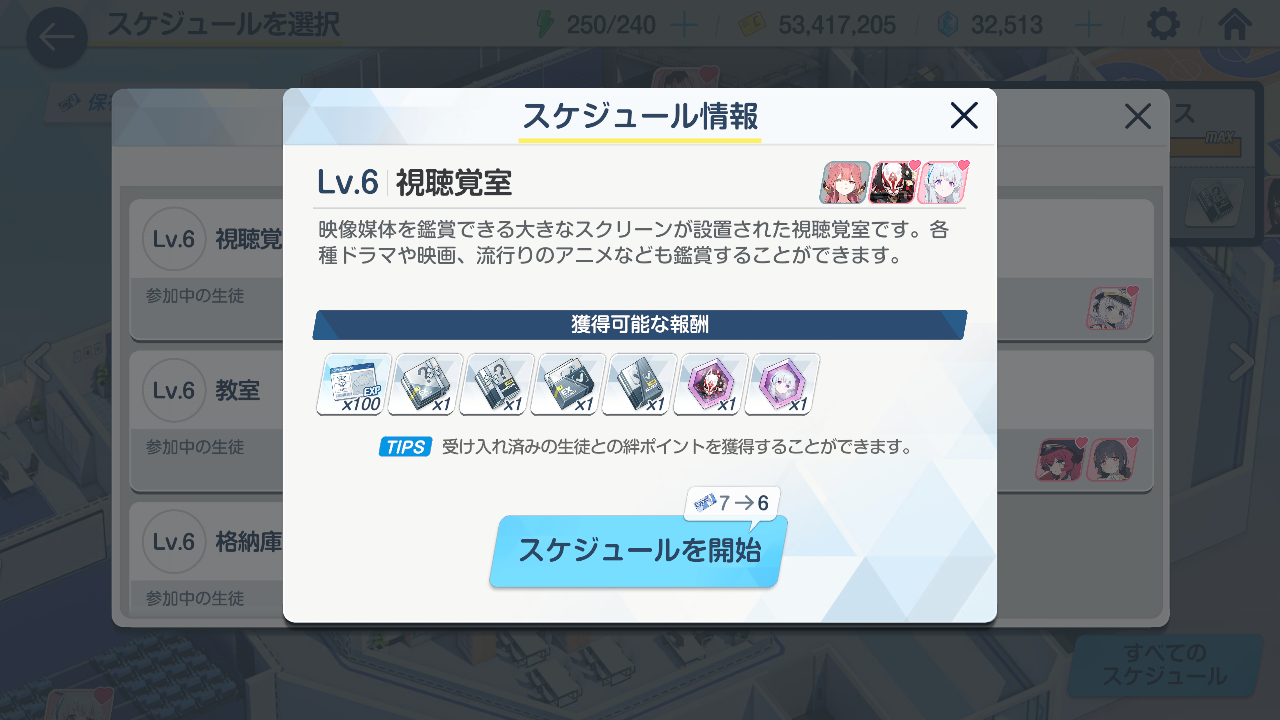 スケジュールを選択
250/240
53,417,205
32,513
スケジュール情報
Lv.6 視聴覚室
映像媒体を鑑賞できる大きなスクリーンが設置された視聴覚室です。各
種ドラマや映画、流行りのアニメなども鑑賞することができます。
獲得可能な報酬
EXP
x100
x1
x1
x1
x1
x1
x1
TIPS 受け入れ済みの生徒との絆ポイントを獲得することができます。
7→6
スケジュールを開始
Lv.6 視聴覚
参加中の生徒
Lv.6 教室
参加中の生徒
Lv.6 格納庫
参加中の生徒
ス
MAX
すべての
スケジュール